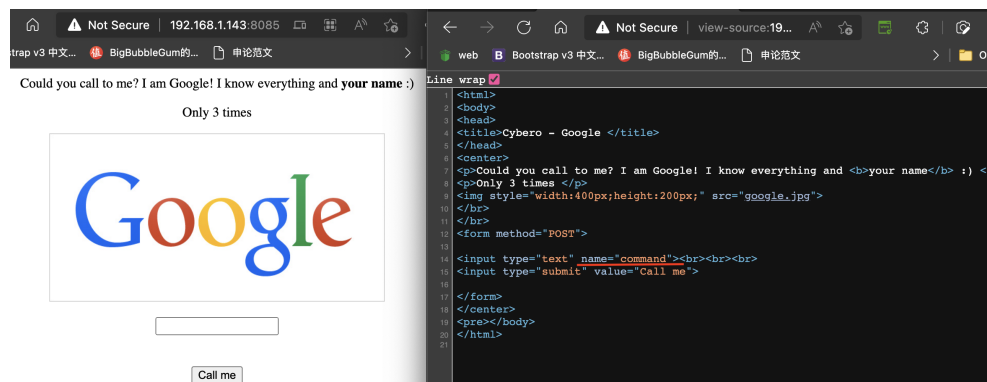 Not Secure | 192.168.1.143:8085
strap v3 中文... BigBubbleGum的... 申论范文
Could you call to me? I am Google! I know everything and your name :)
Only 3 times
Google
Call me
Not Secure | view-source:19...
web B Bootstrap v3 中文... BigBubbleGum的... 申论范文 O
Line wrap
1 <html>
2 <body>
3 <head>
4 <title>Cybero - Google </title>
5 </head>
6 <center>
7 <p>Could you call to me? I am Google! I know everything and <b>your name</b> :) <
8 <p>Only 3 times </p>
9 <img style="width:400px;height:200px;" src="google.jpg">
10 </br>
11 </br>
12 <form method="POST">
13
14 <input type="text" name="command"><br><br><br>
15 <input type="submit" value="Call me">
16
17 </form>
18 </center>
19 <pre></body>
20 </html>
21